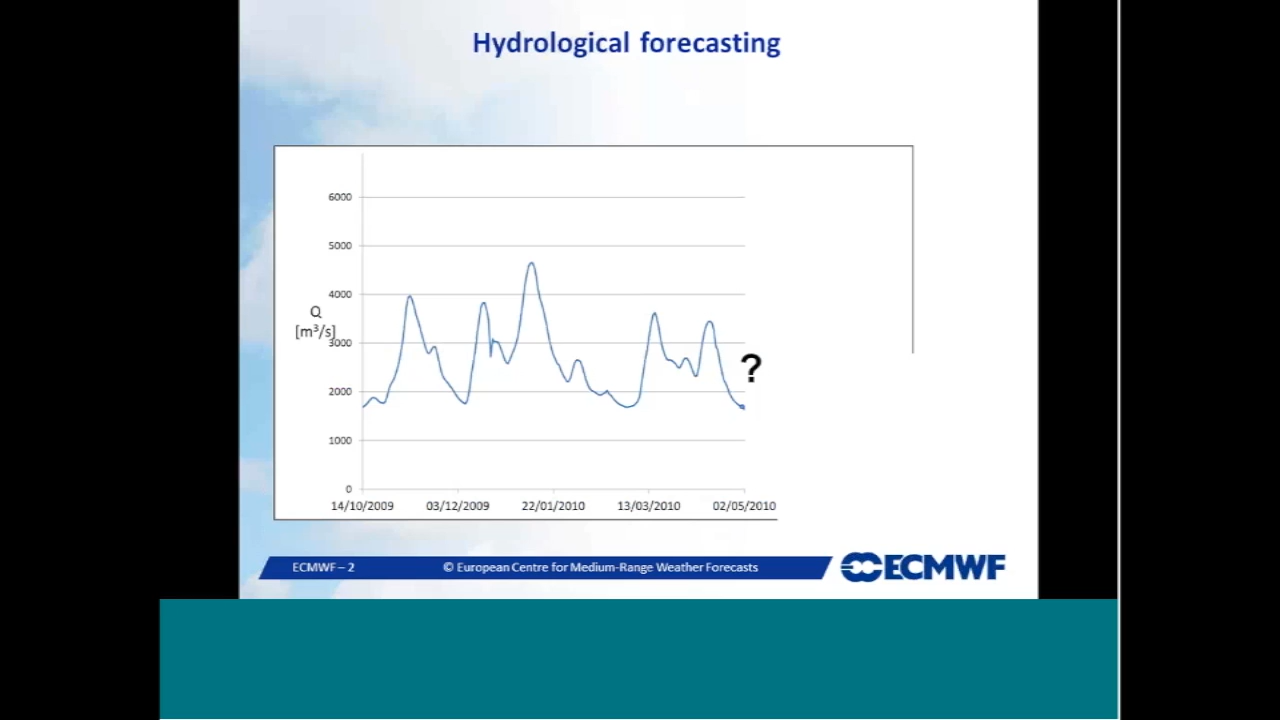 Hydrological forecasting
6000
5000
4000
Q
[m³/s]
3000
?
2000
1000
0
14/10/2009 03/12/2009 22/01/2010 13/03/2010 02/05/2010
ECMWF – 2 © European Centre for Medium-Range Weather Forecasts ECMWF